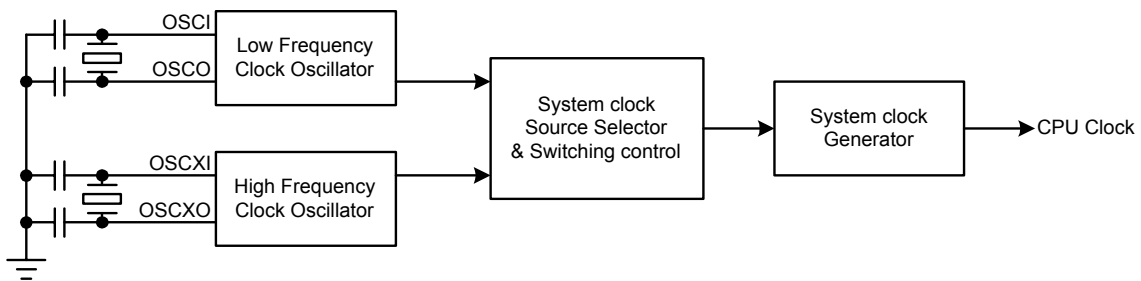 OSCI
OSCO
Low Frequency
Clock Oscillator
OSCXI
OSCXO
High Frequency
Clock Oscillator
System clock
Source Selector
& Switching control
System clock
Generator
CPU Clock